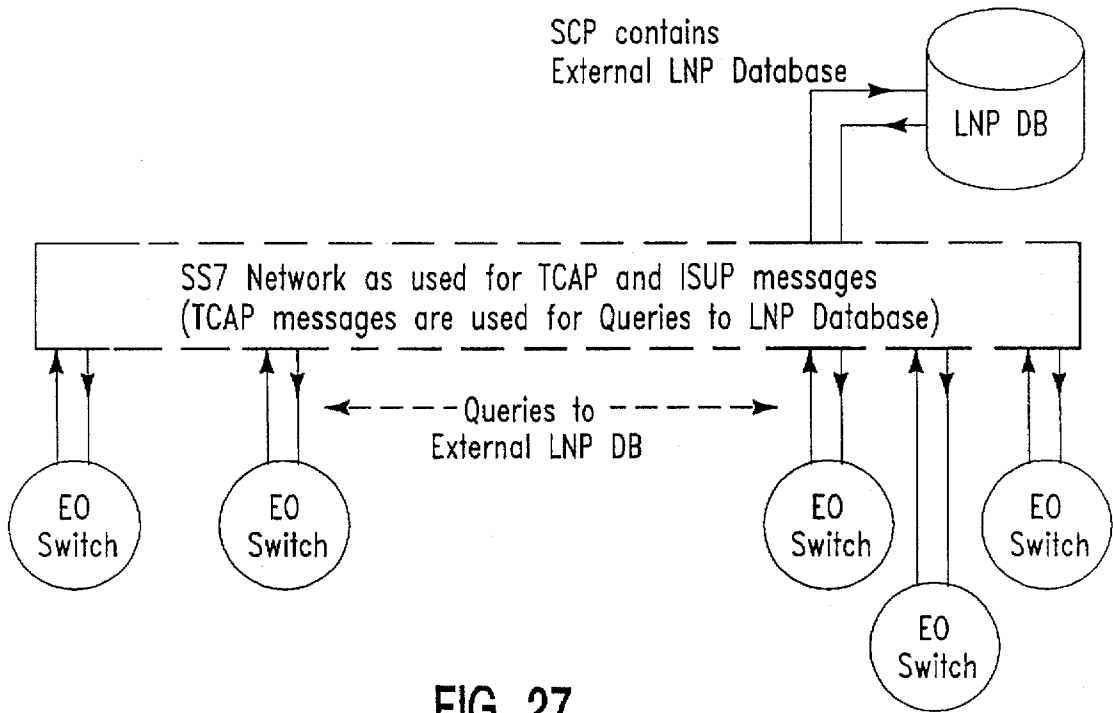 SCP contains
External LNP Database
LNP DB
SS7 Network as used for TCAP and ISUP messages
(TCAP messages are used for Queries to LNP Database)
Queries to
External LNP DB
EO
Switch
EO
Switch
EO
Switch
EO
Switch
EO
Switch
FIG. 27